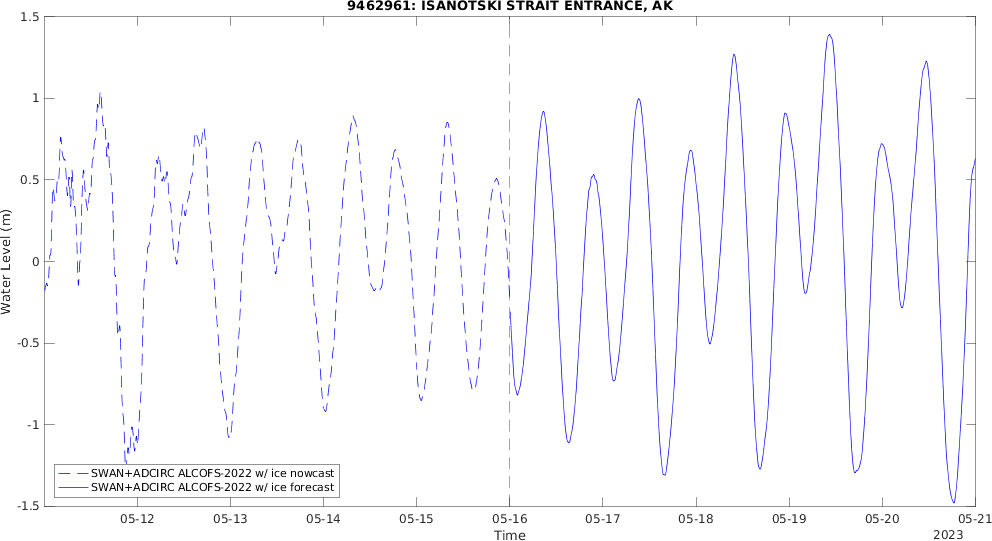 9462961: ISANOTSKI STRAIT ENTRANCE, AK
1.5
1
0.5
0
-0.5
-1
-1.5
Water Level (m)
SWAN+ADCIRC ALCOFS-2022 w/ ice nowcast
SWAN+ADCIRC ALCOFS-2022 w/ ice forecast
05-12 05-13 05-14 05-15 05-16 05-17 05-18 05-19 05-20 05-21
Time
2023